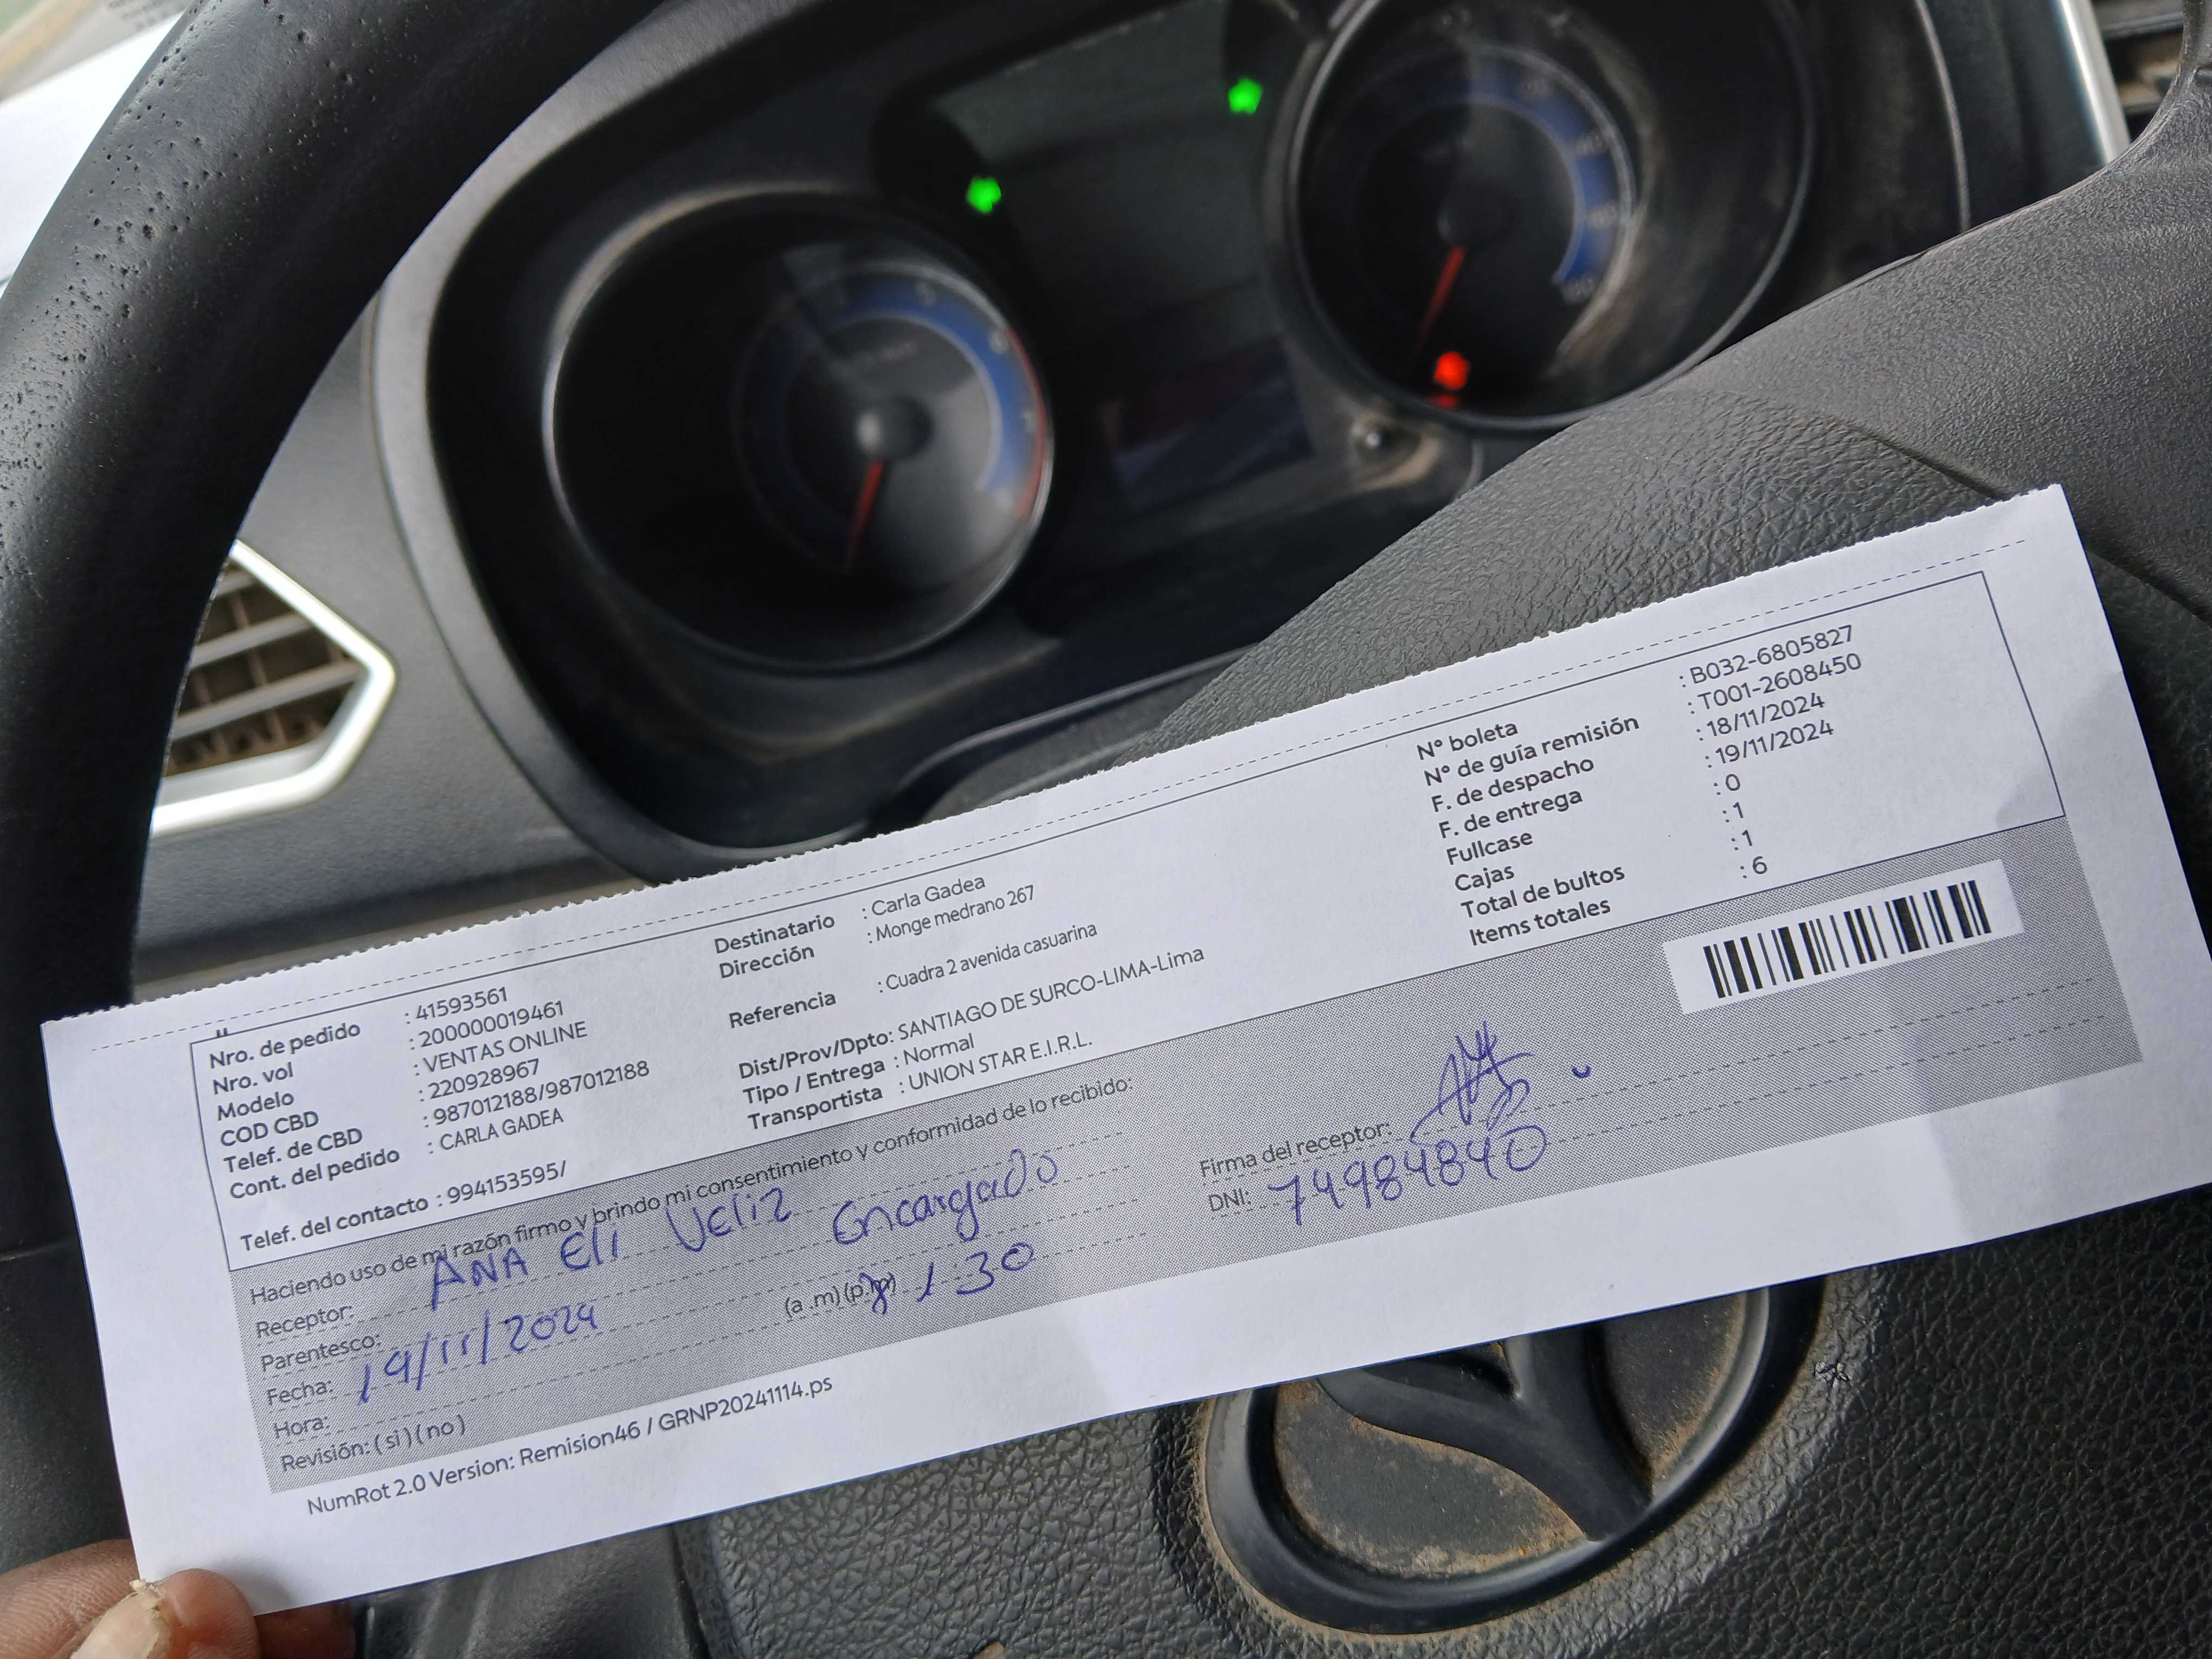 Nro. de pedido : 41593561
Nro. vol : 200000019461
Modelo : VENTAS ONLINE
COD CBD : 220928967
Telef. de CBD : 987012188/987012188
Cont. del pedido : CARLA GADEA
Telef. del contacto : 994153595/
Destinatario : Carla Gadea
Dirección : Monge medrano 267
Referencia : Cuadra 2 avenida casuarina
Dist/Prov/Dpto: SANTIAGO DE SURCO-LIMA-Lima
Tipo / Entrega : Normal
Transportista : UNION STAR E.I.R.L.
N° boleta : B032-6805827
N° de guía remisión : T001-2608450
F. de despacho : 18/11/2024
F. de entrega : 19/11/2024
Fullcase : 0
Cajas : 1
Total de bultos : 1
Items totales : 6
Haciendo uso de mi razón firmo y brindo mi consentimiento y conformidad de lo recibido:
Receptor: ANA Eli Veliz
Parentesco: Encargado
Fecha: 19/11/2024
Hora: (a .m) (p.m) : 30
Revisión: ( si ) ( no )
Firma del receptor:
DNI: 74984840
NumRot 2.0 Version: Remision46 / GRNP20241114.ps